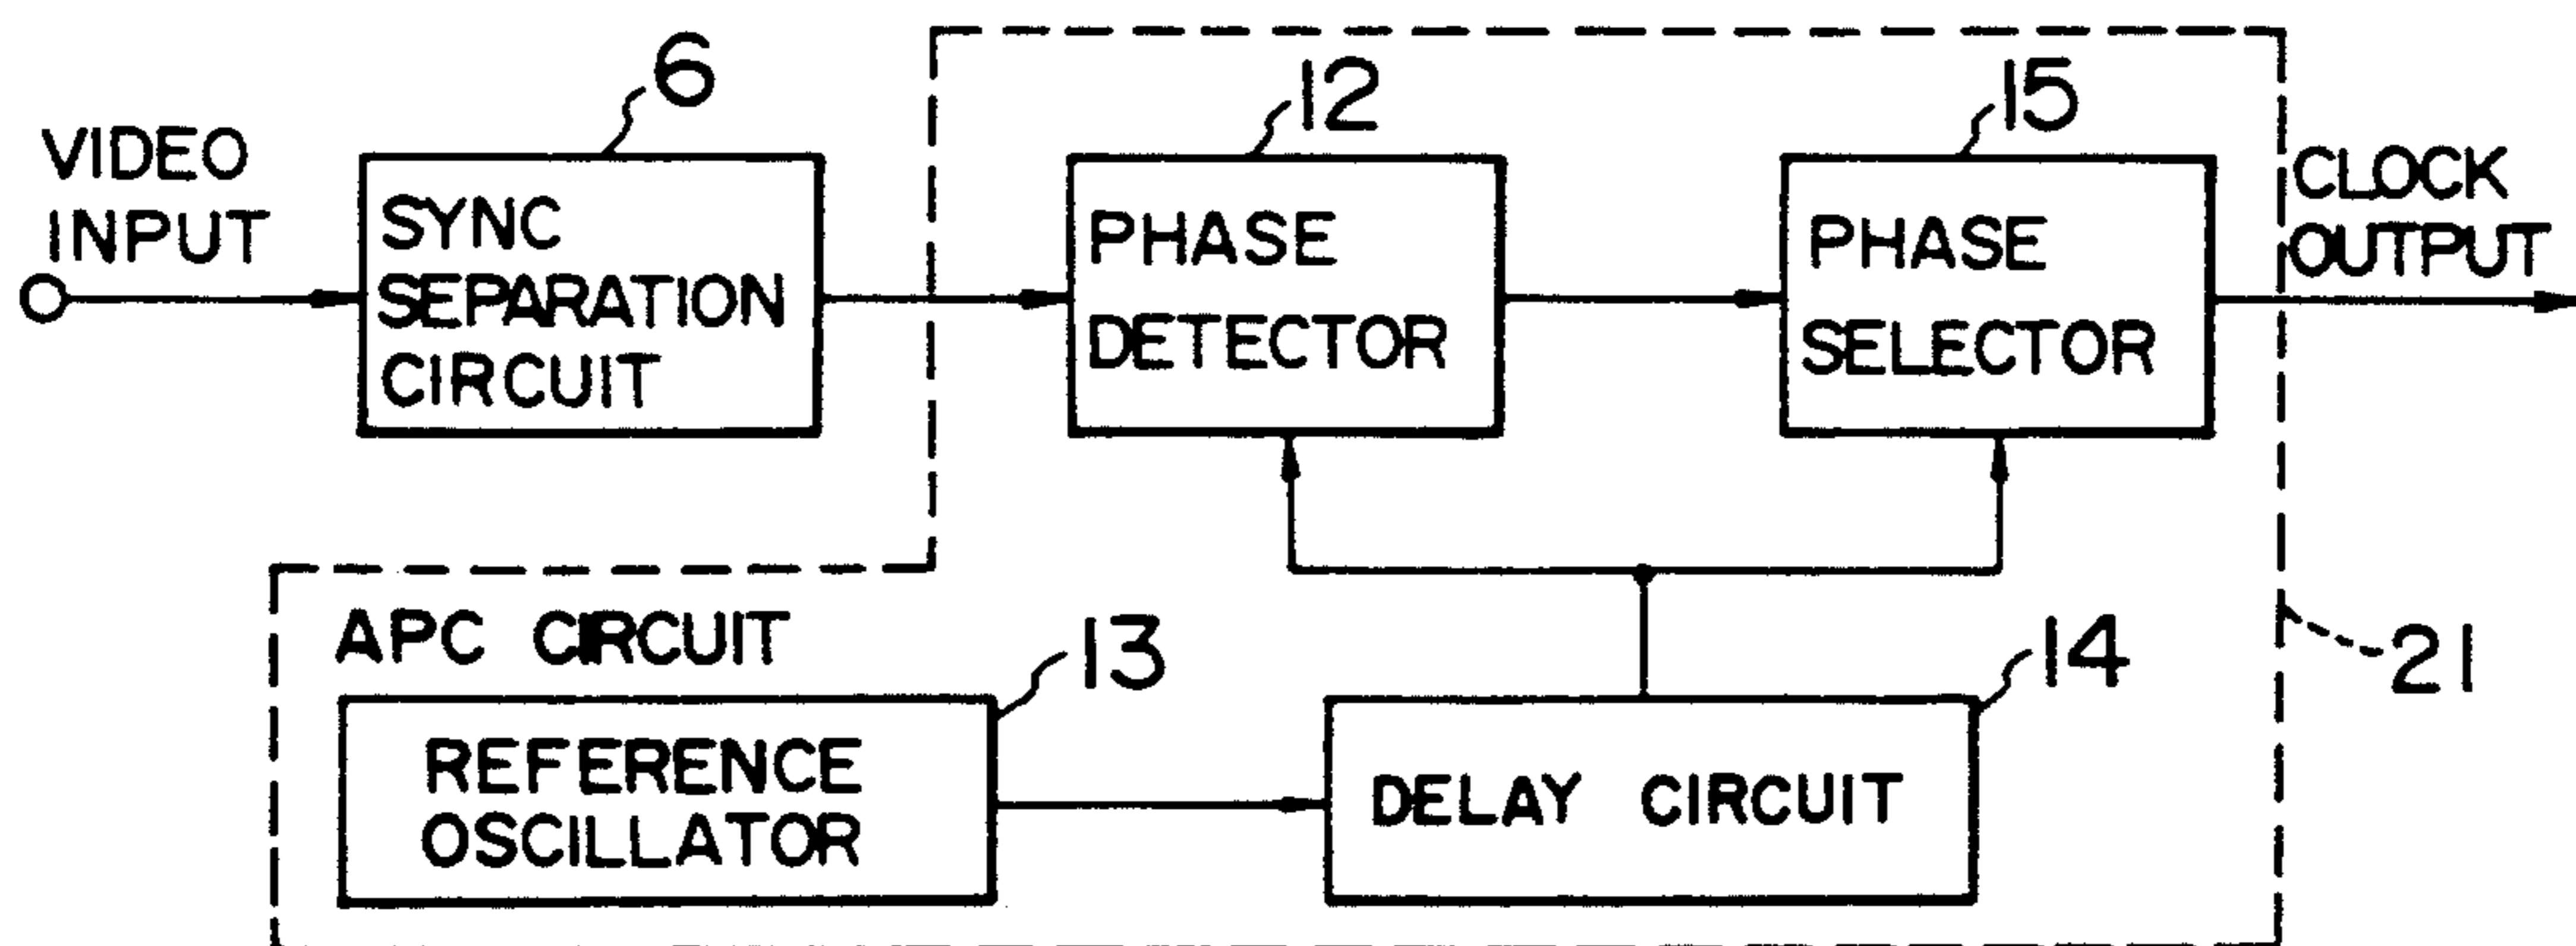 VIDEO
INPUT
6
SYNC
SEPARATION
CIRCUIT
12
PHASE
DETECTOR
15
PHASE
SELECTOR
CLOCK
OUTPUT
APC CIRCUIT
13
REFERENCE
OSCILLATOR
14
DELAY CIRCUIT
21